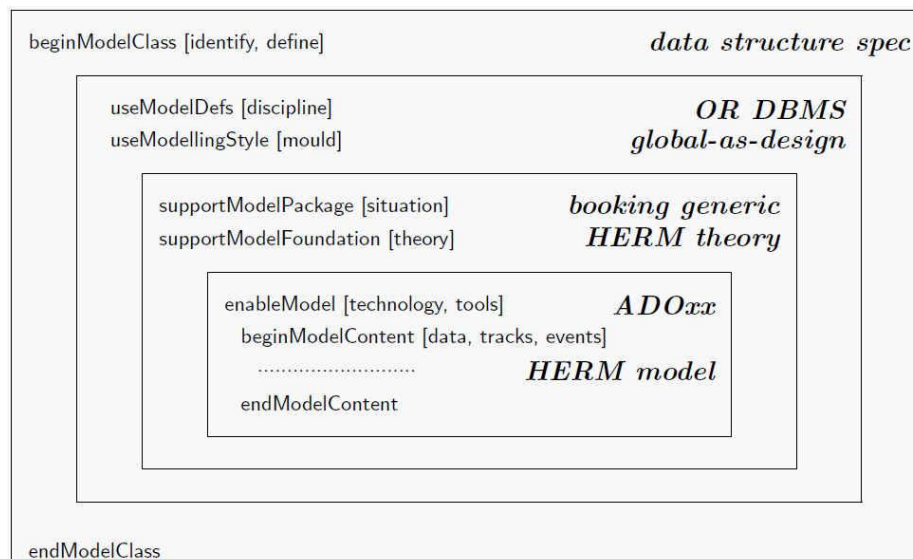 beginModelClass [identify, define] data structure spec
useModelDefs [discipline] OR DBMS
useModellingStyle [mould] global-as-design
supportModelPackage [situation] booking generic
supportModelFoundation [theory] HERM theory
enableModel [technology, tools] ADOxx
beginModelContent [data, tracks, events]
........................... HERM model
endModelContent
endModelClass